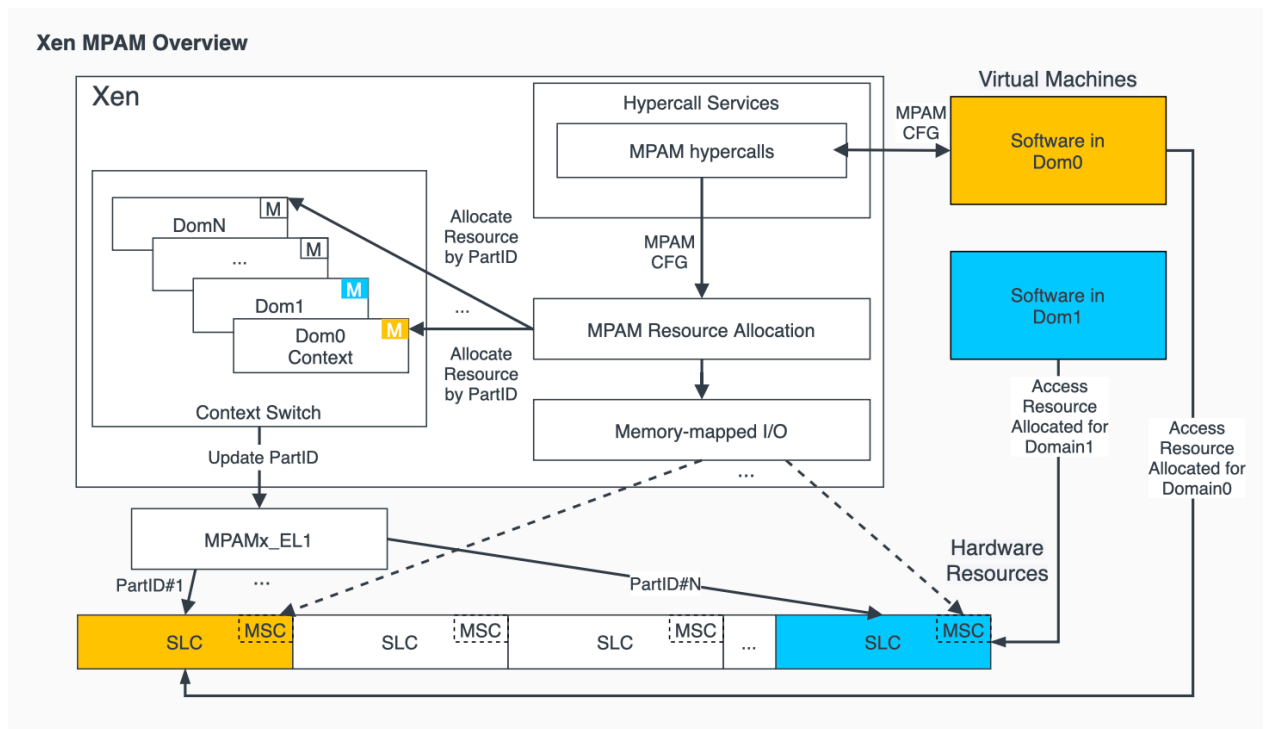 Xen MPAM Overview
Xen
Hypercall Services
MPAM hypercalls
MPAM
CFG
Virtual Machines
Software in
Dom0
DomN
M
...
M
Dom1
M
Dom0
Context
M
Context Switch
Allocate
Resource
by PartID
...
Allocate
Resource
by PartID
MPAM
CFG
MPAM Resource Allocation
Memory-mapped I/O
...
Software in
Dom1
Access
Resource
Allocated for
Domain1
Access
Resource
Allocated for
Domain0
Update PartID
MPAMx_EL1
PartID#1
...
PartID#N
Hardware
Resources
SLC
MSC
SLC
MSC
SLC
MSC
...
SLC
MSC